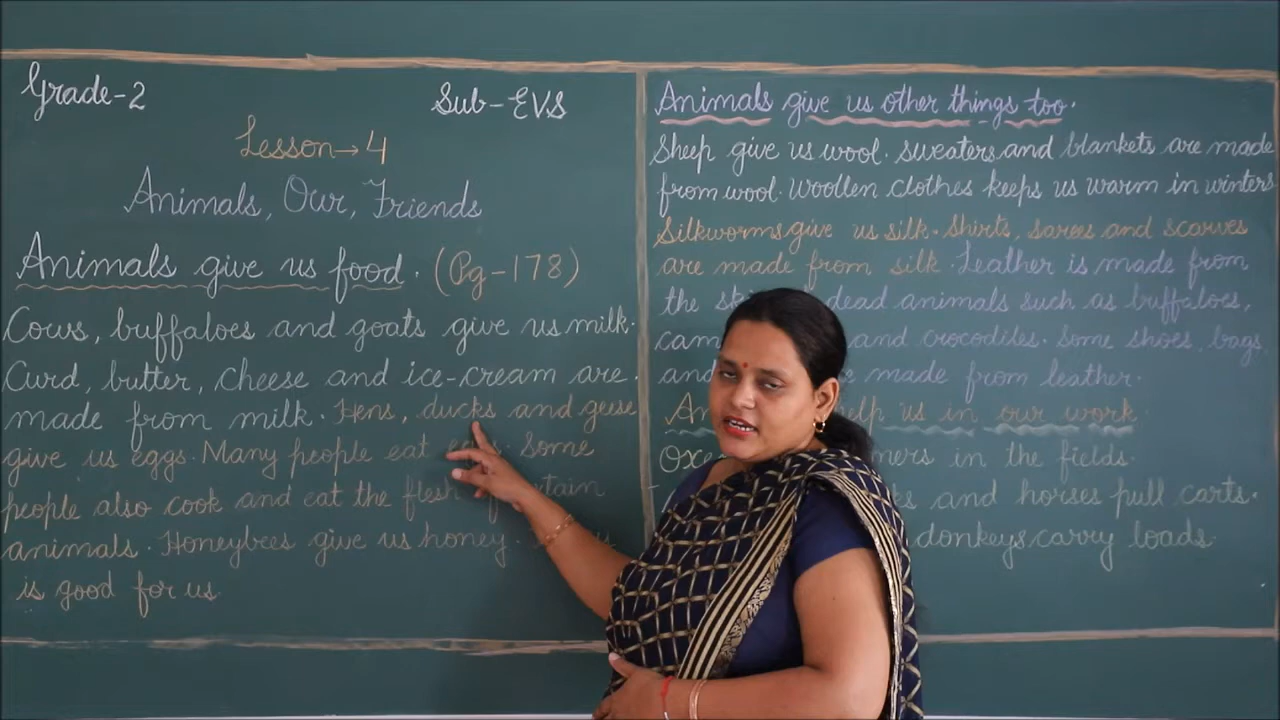 Grade-2
Sub-EVS
Lesson→4
Animals, Our, Friends
Animals give us food. (Pg-178)
Cows, buffaloes and goats give us milk.
Curd, butter, cheese and ice-cream are.
made from milk. Hens, ducks and geese
give us eggs. Many people eat Some
people also cook and eat the flesh
animals. Honeybees give us honey.
is good for us
Animals give us other things too.
Sheep give us wool. sweaters and blankets are made
from wool. Woollen clothes keeps us warm in winters
Silkworms give us silk. Shirts, sarees and scarves
are made from silk. Leather is made from
the dead animals such as buffaloes,
and crocodiles. Some shoes, bags,
made from leather.
us in our work.
in the fields.
and horses pull carts.
donkeys carry loads.